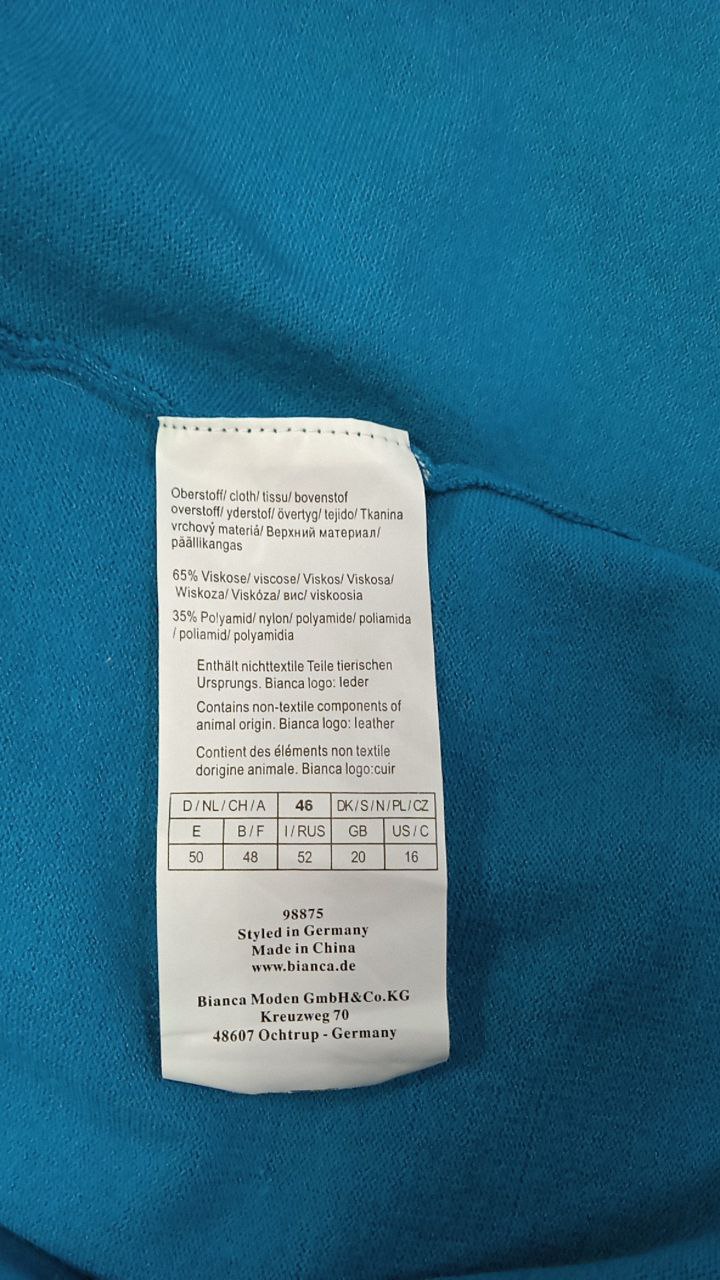 Oberstoff/ cloth/ tissu/ bovenstof
overstoff/ yderstof/ övertyg/ tejido/ Tkanina
vrchový materiá/ Верхний материал/
päällikangas
65% Viskose/ viscose/ Viskos/ Viskosa/
Wiskoza/ Viskóza/ вис/ viskoosia
35% Polyamid/ nylon/ polyamide/ poliamida
/ poliamid/ polyamidia
Enthält nichttextile Teile tierischen
Ursprungs. Bianca logo: leder
Contains non-textile components of
animal origin. Bianca logo: leather
Contient des éléments non textile
dorigine animale. Bianca logo:cuir
D/NL/CH/A 46 DK/S/N/PL/CZ
E B/F I/RUS GB US/C
50 48 52 20 16
98875
Styled in Germany
Made in China
www.bianca.de
Bianca Moden GmbH&Co.KG
Kreuzweg 70
48607 Ochtrup - Germany